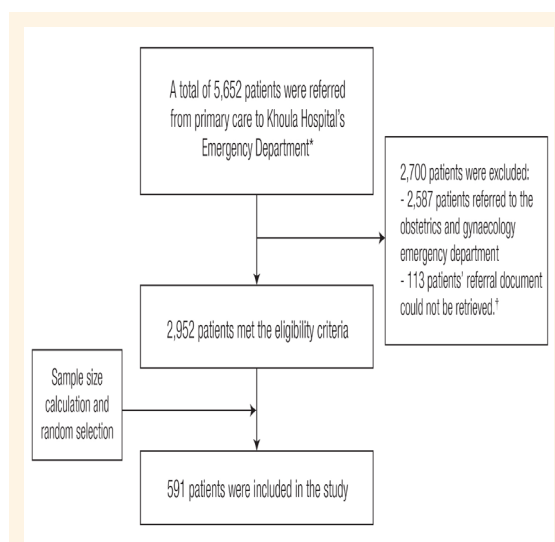 A total of 5,652 patients were referred
from primary care to Khoula Hospital's
Emergency Department*
2,700 patients were excluded:
- 2,587 patients referred to the
obstetrics and gynaecology
emergency department
- 113 patients' referral document
could not be retrieved.†
2,952 patients met the eligibility criteria
Sample size
calculation and
random selection
591 patients were included in the study